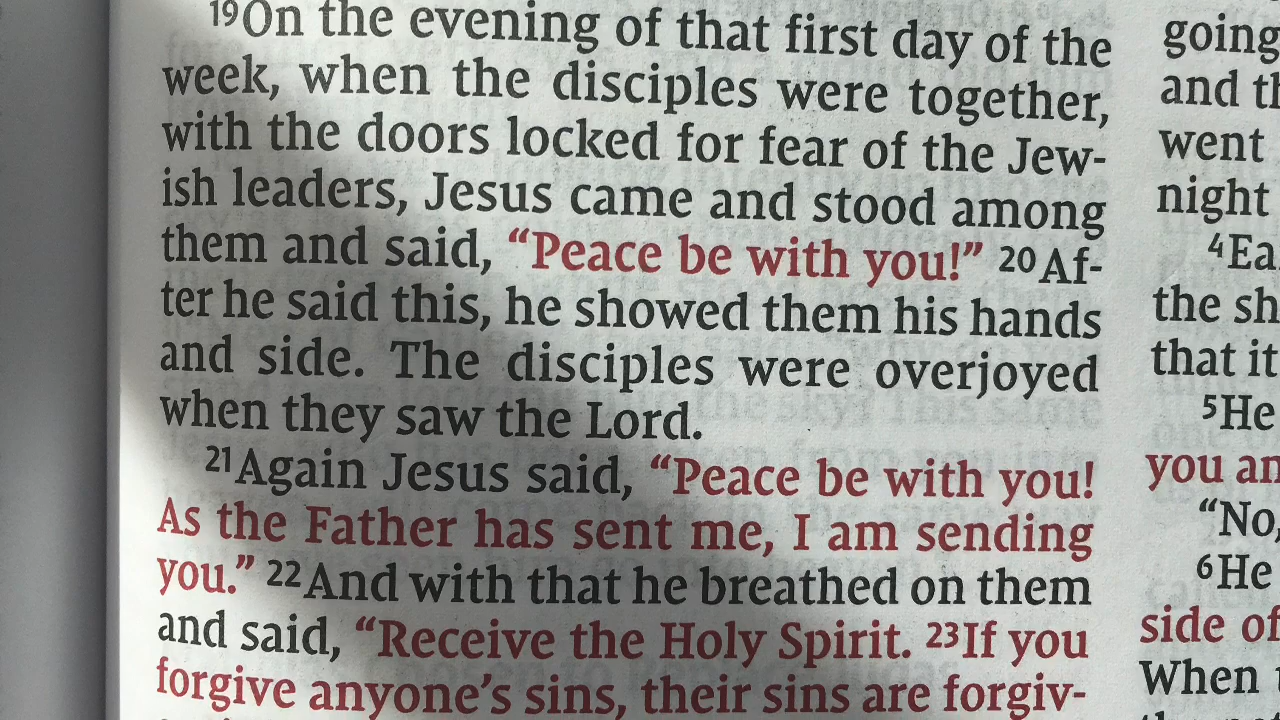 19On the evening of that first day of the
week, when the disciples were together,
with the doors locked for fear of the Jew-
ish leaders, Jesus came and stood among
them and said, “Peace be with you!” 20Af-
ter he said this, he showed them his hands
and side. The disciples were overjoyed
when they saw the Lord.
21Again Jesus said, “Peace be with you!
As the Father has sent me, I am sending
you.” 22And with that he breathed on them
and said, “Receive the Holy Spirit. 23If you
forgive anyone’s sins, their sins are forgiv-
going
and th
went
night
4Ea
the sh
that it
5He
you an
“No,
6He
side of
When